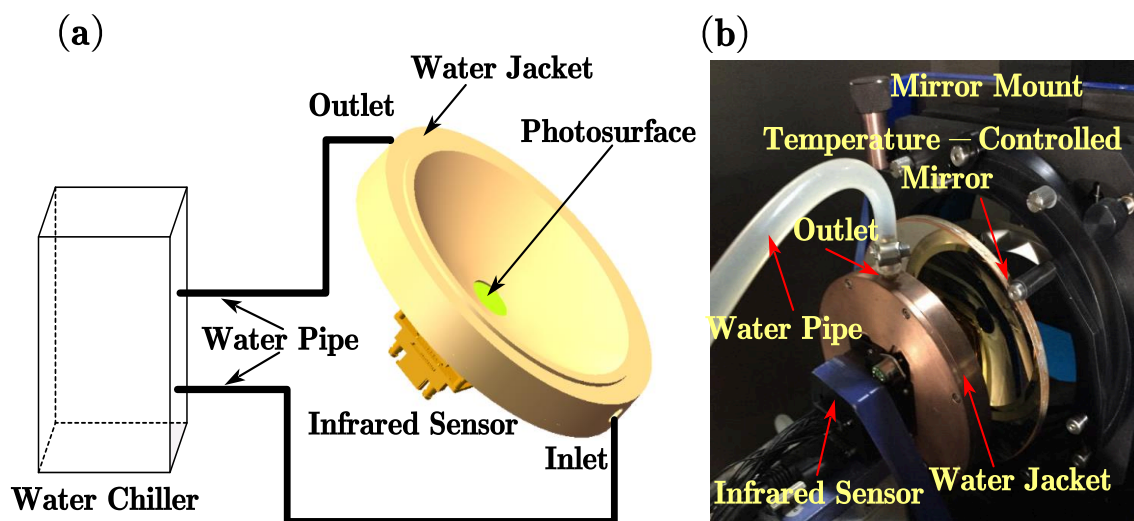 (a)
Water Jacket
Outlet
Photosurface
Water Pipe
Infrared Sensor
Inlet
Water Chiller
(b)
Mirror Mount
Temperature – Controlled
Mirror
Outlet
Water Pipe
Infrared Sensor
Water Jacket